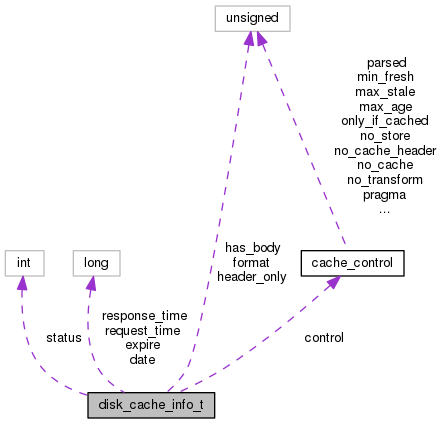 unsigned
parsed
min_fresh
max_stale
max_age
only_if_cached
no_store
no_cache_header
no_cache
no_transform
pragma
...
has_body
format
header_only
int
long
cache_control
status
response_time
request_time
expire
date
control
disk_cache_info_t